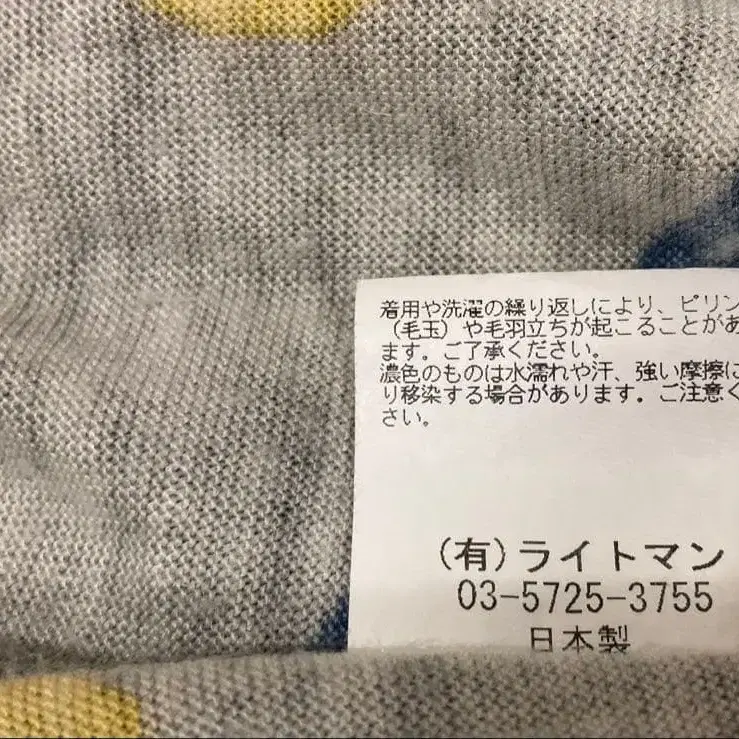 着用や洗濯の繰り返しにより、ピリン
（毛玉）や毛羽立ちが起こることがあ
ます。ご了承ください。
濃色のものは水濡れや汗、強い摩擦に
り移染する場合があります。ご注意く
さい。
(有)ライトマン
03-5725-3755
日本製